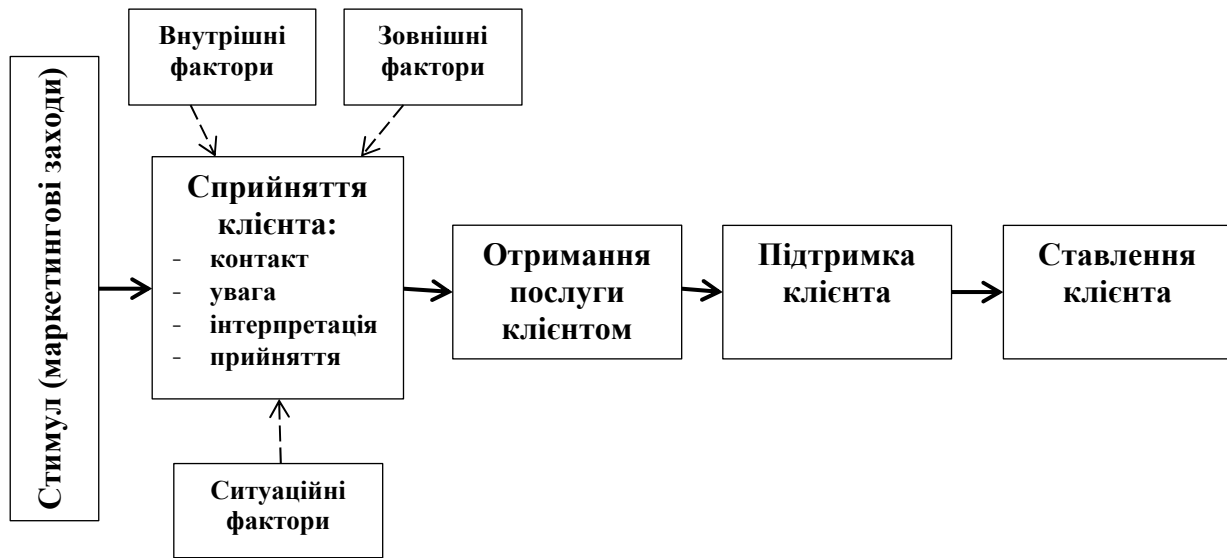 Стимул (маркетингові заходи)
Внутрішні
фактори
Зовнішні
фактори
Сприйняття
клієнта:
- контакт
- увага
- інтерпретація
- прийняття
Ситуаційні
фактори
Отримання
послуги
клієнтом
Підтримка
клієнта
Ставлення
клієнта